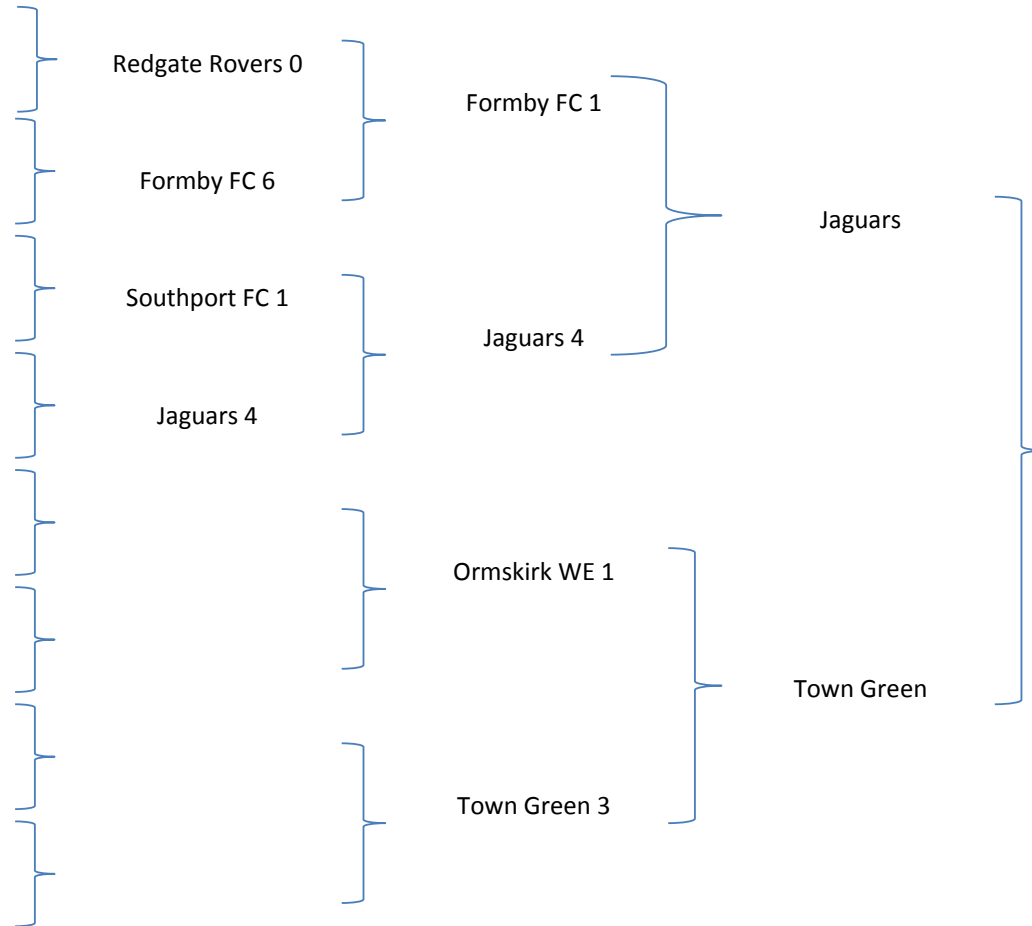 Redgate Rovers 0
Formby FC 1
Formby FC 6
Jaguars
Southport FC 1
Jaguars 4
Jaguars 4
Ormskirk WE 1
Town Green
Town Green 3